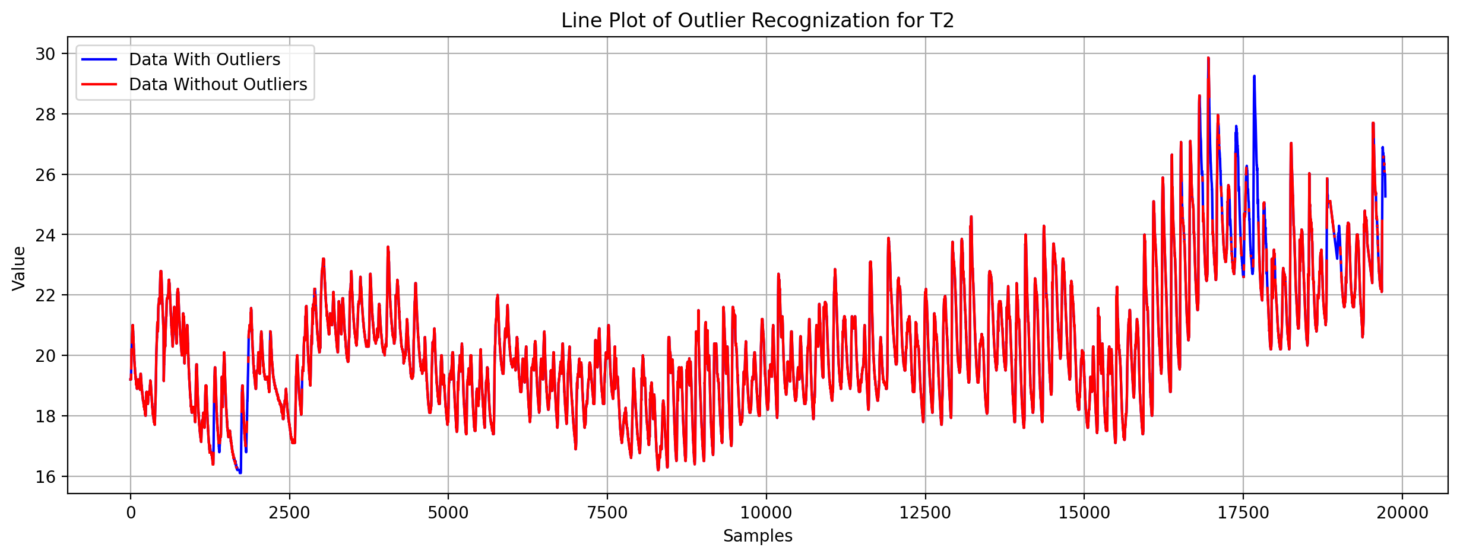 Line Plot of Outlier Recognization for T2
Data With Outliers
Data Without Outliers
30
28
26
24
22
20
18
16
Value
0 2500 5000 7500 10000 12500 15000 17500 20000
Samples